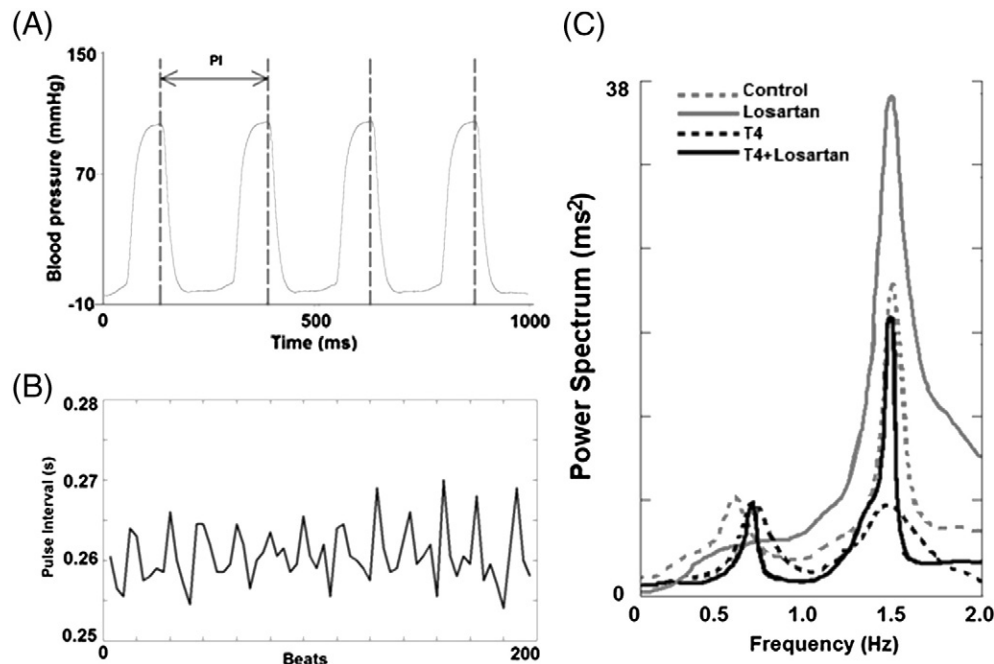 (A)
150
PI
Blood pressure (mmHg)
70
-10
0
500
1000
Time (ms)
(B)
0.28
0.27
Pulse Interval (s)
0.26
0.25
0
200
Beats
(C)
38
Control
Losartan
T4
T4+Losartan
Power Spectrum (ms²)
0
0
0.5
1.0
1.5
2.0
Frequency (Hz)